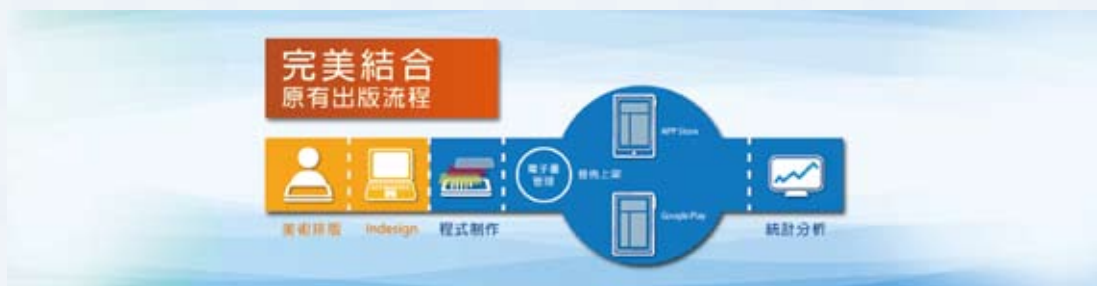 完美結合
原有出版流程
APP Store
電子書
管理
發佈上架
Google Play
美術排版
Indesign
程式制作
統計分析